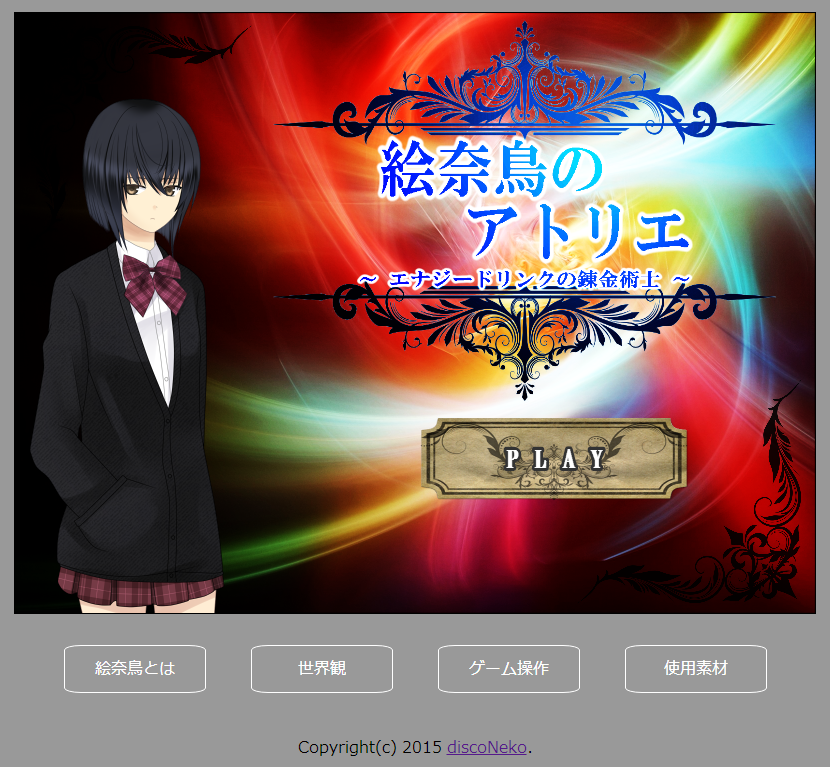 絵奈鳥の
アトリエ
～ エナジードリンクの錬金術士 ～
PLAY
絵奈鳥とは
世界観
ゲーム操作
使用素材
Copyright(c) 2015 discoNeko.